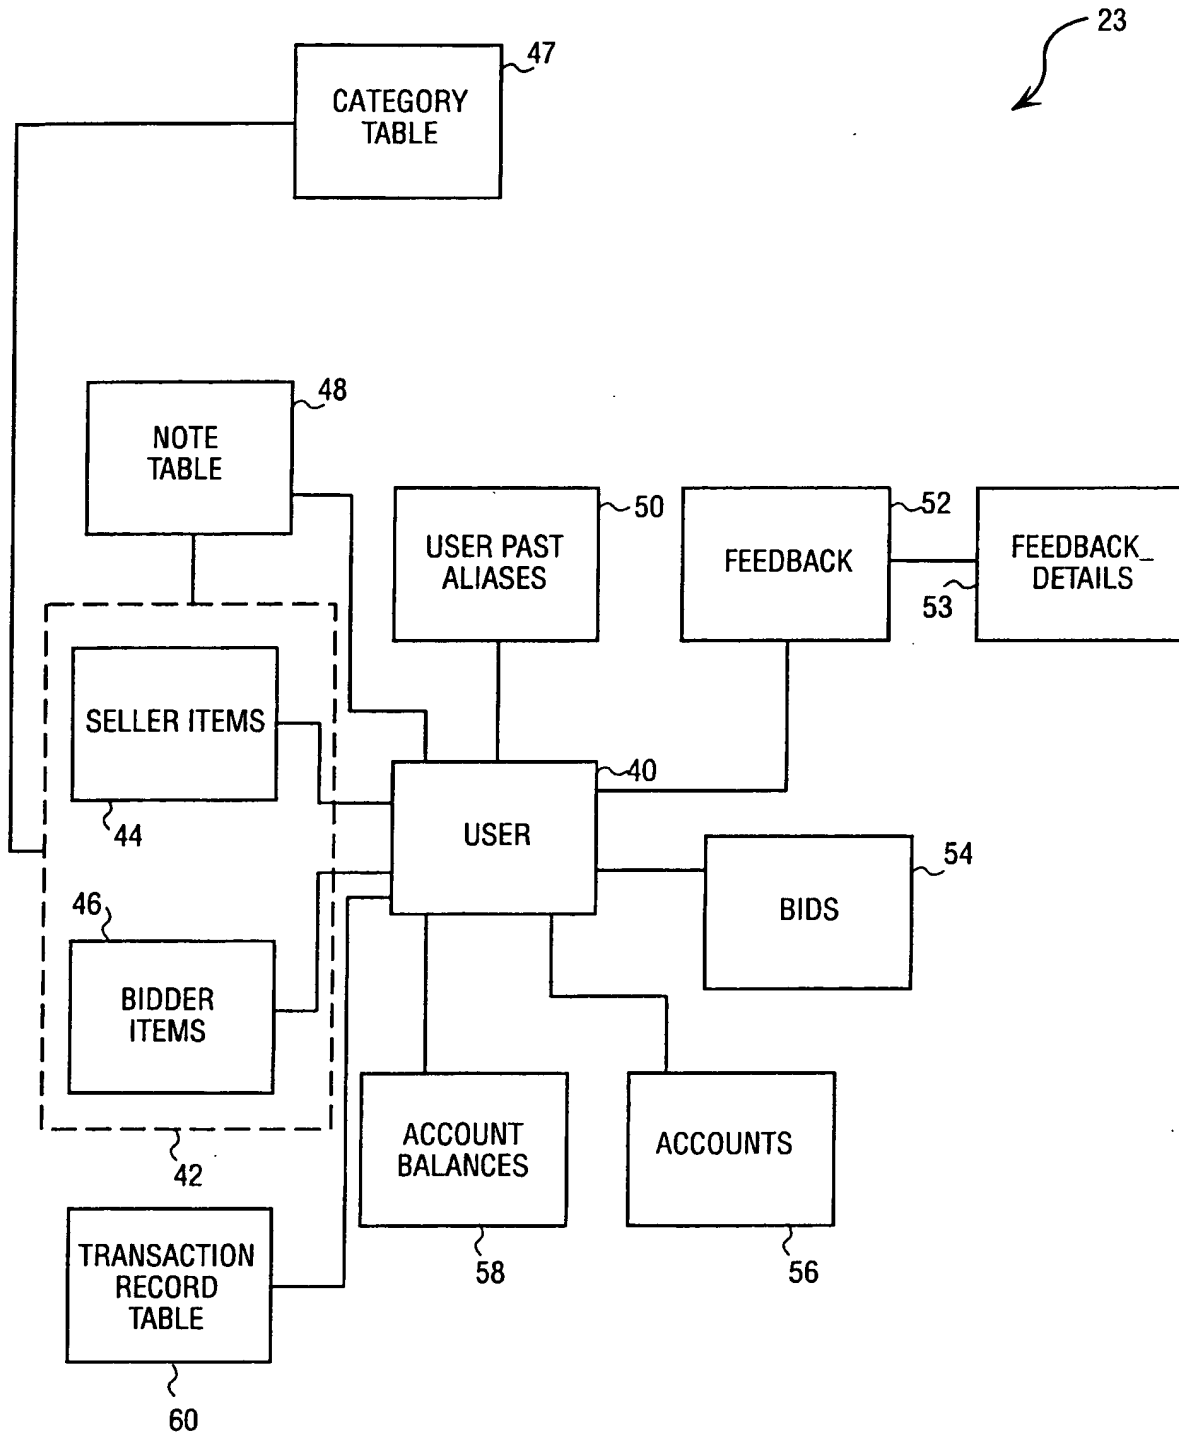 23
47
CATEGORY
TABLE
48
NOTE
TABLE
50
USER PAST
ALIASES
52
FEEDBACK
FEEDBACK_
DETAILS
53
SELLER ITEMS
44
40
USER
54
BIDS
46
BIDDER
ITEMS
42
ACCOUNT
BALANCES
58
ACCOUNTS
56
TRANSACTION
RECORD
TABLE
60